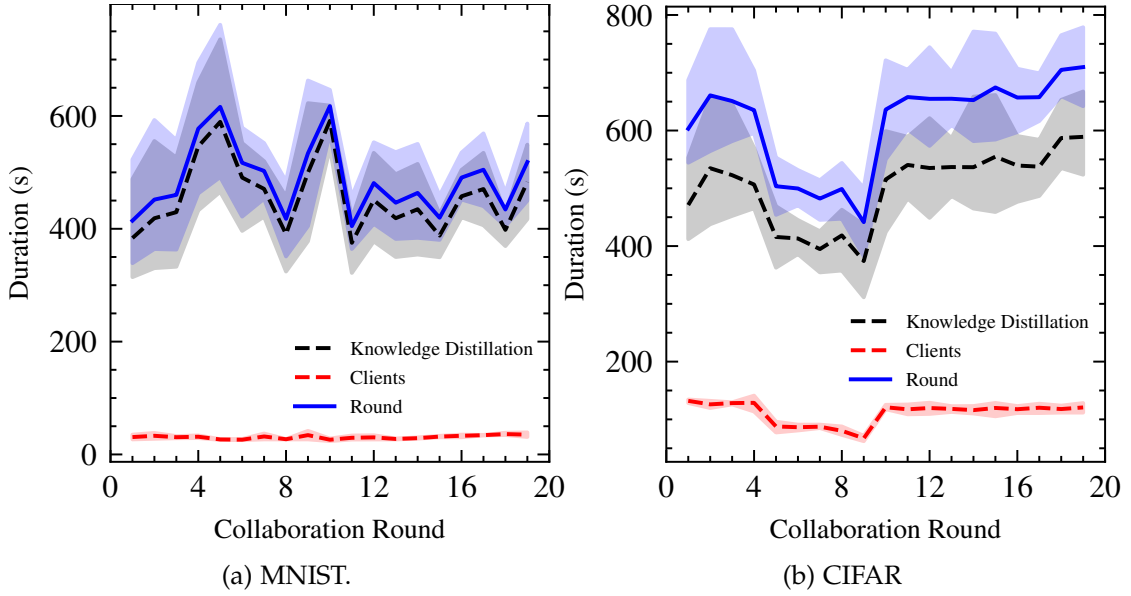 600
400
200
0
Duration (s)
Knowledge Distillation
Clients
Round
0
4
8
12
16
20
Collaboration Round
(a) MNIST.
800
600
400
200
Duration (s)
Knowledge Distillation
Clients
Round
0
4
8
12
16
20
Collaboration Round
(b) CIFAR